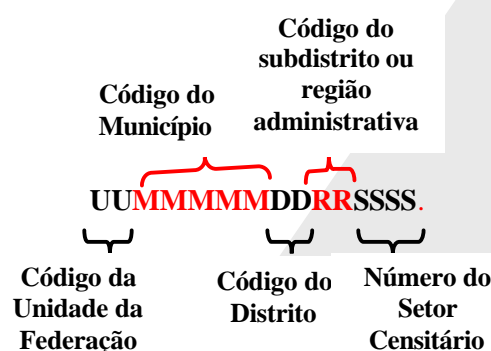 Código do
subdistrito ou
região
administrativa
Código do
Município
UUMMMMMDDRRSSSS.
Código da
Unidade da
Federação
Código do
Distrito
Número do
Setor
Censitário